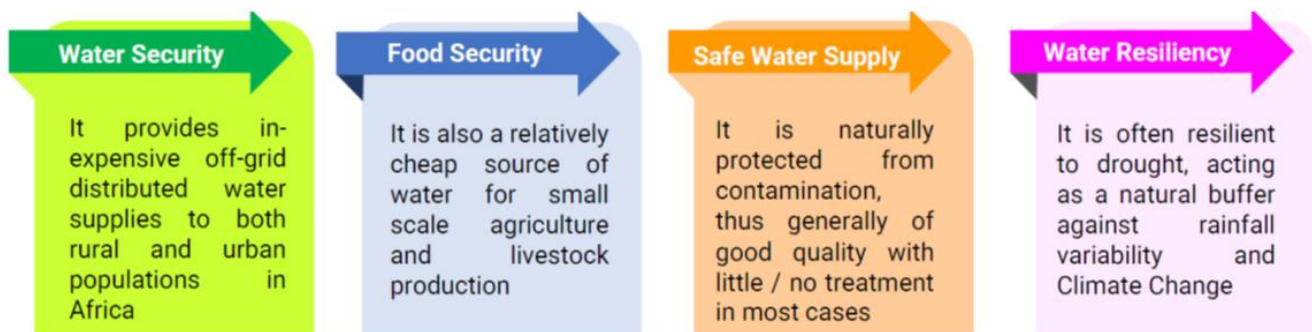 Water Security
It provides in-
expensive off-grid
distributed water
supplies to both
rural and urban
populations in
Africa
Food Security
It is also a relatively
cheap source of
water for small
scale agriculture
and livestock
production
Safe Water Supply
It is naturally
protected from
contamination,
thus generally of
good quality with
little / no treatment
in most cases
Water Resiliency
It is often resilient
to drought, acting
as a natural buffer
against rainfall
variability and
Climate Change